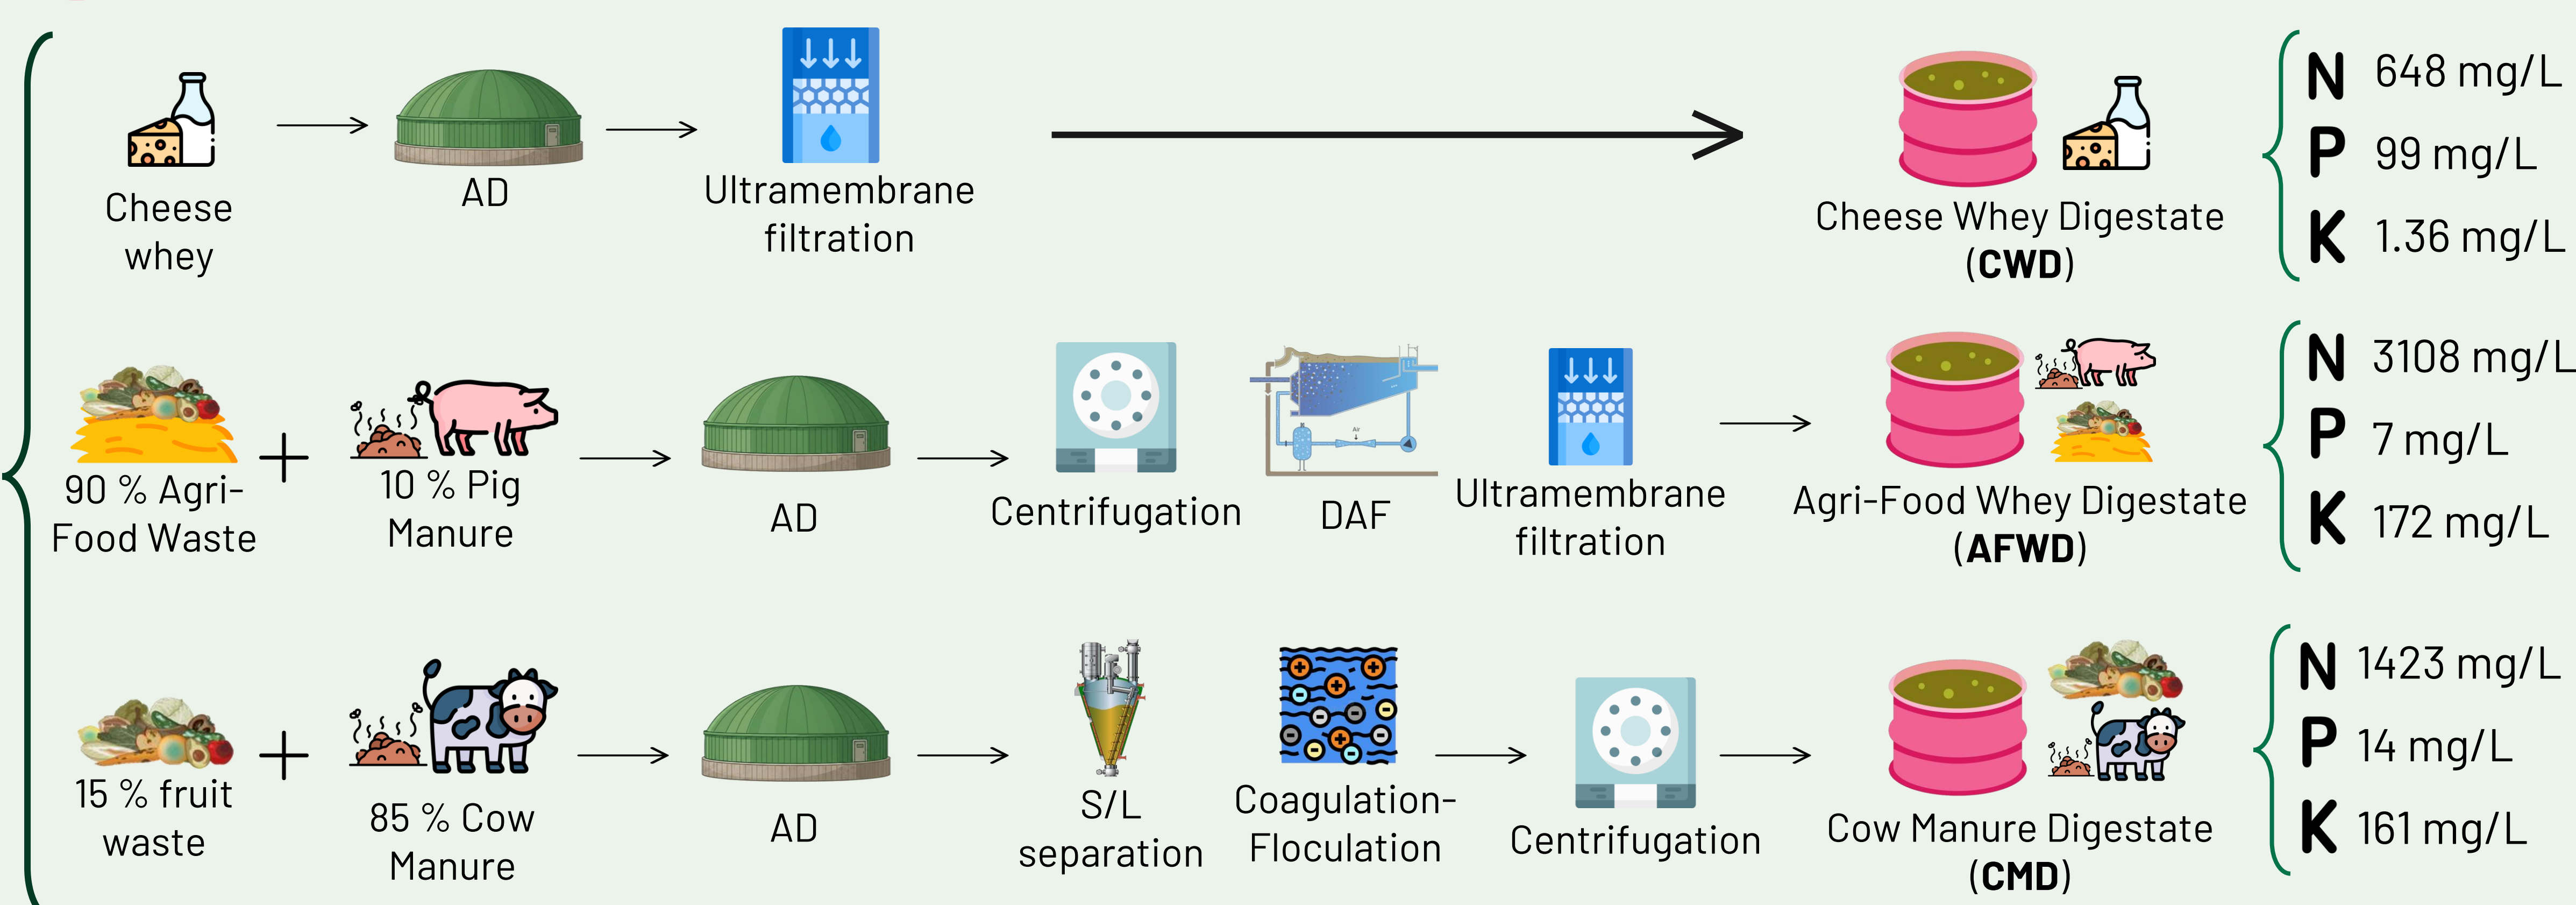 Cheese
whey
AD
Ultramembrane
filtration
Cheese Whey Digestate
(CWD)
N 648 mg/L
P 99 mg/L
K 1.36 mg/L
90 % Agri-
Food Waste
+
10 % Pig
Manure
AD
Centrifugation
Air
DAF
Ultramembrane
filtration
Agri-Food Whey Digestate
(AFWD)
N 3108 mg/L
P 7 mg/L
K 172 mg/L
15 % fruit
waste
+
85 % Cow
Manure
AD
S/L
separation
Coagulation-
Floculation
Centrifugation
Cow Manure Digestate
(CMD)
N 1423 mg/L
P 14 mg/L
K 161 mg/L